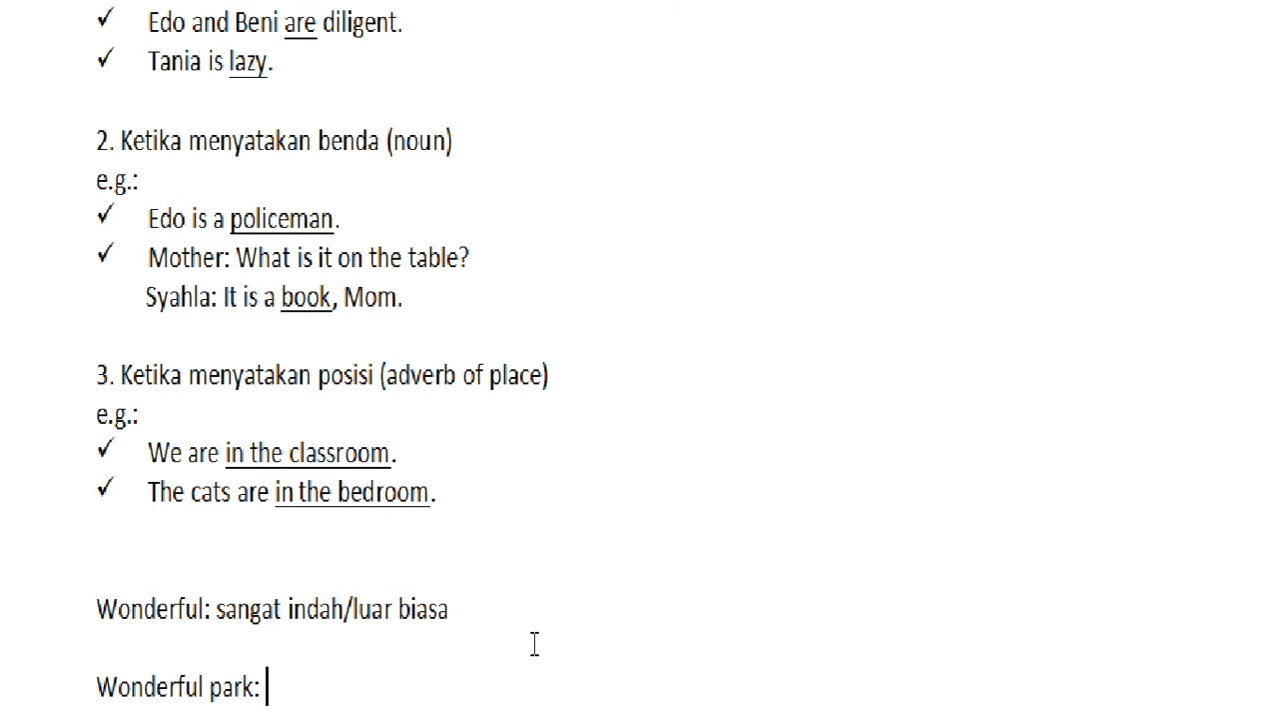 ✓ Edo and Beni are diligent.
✓ Tania is lazy.
2. Ketika menyatakan benda (noun)
e.g.:
✓ Edo is a policeman.
✓ Mother: What is it on the table?
Syahla: It is a book, Mom.
3. Ketika menyatakan posisi (adverb of place)
e.g.:
✓ We are in the classroom.
✓ The cats are in the bedroom.
Wonderful: sangat indah/luar biasa
Wonderful park: